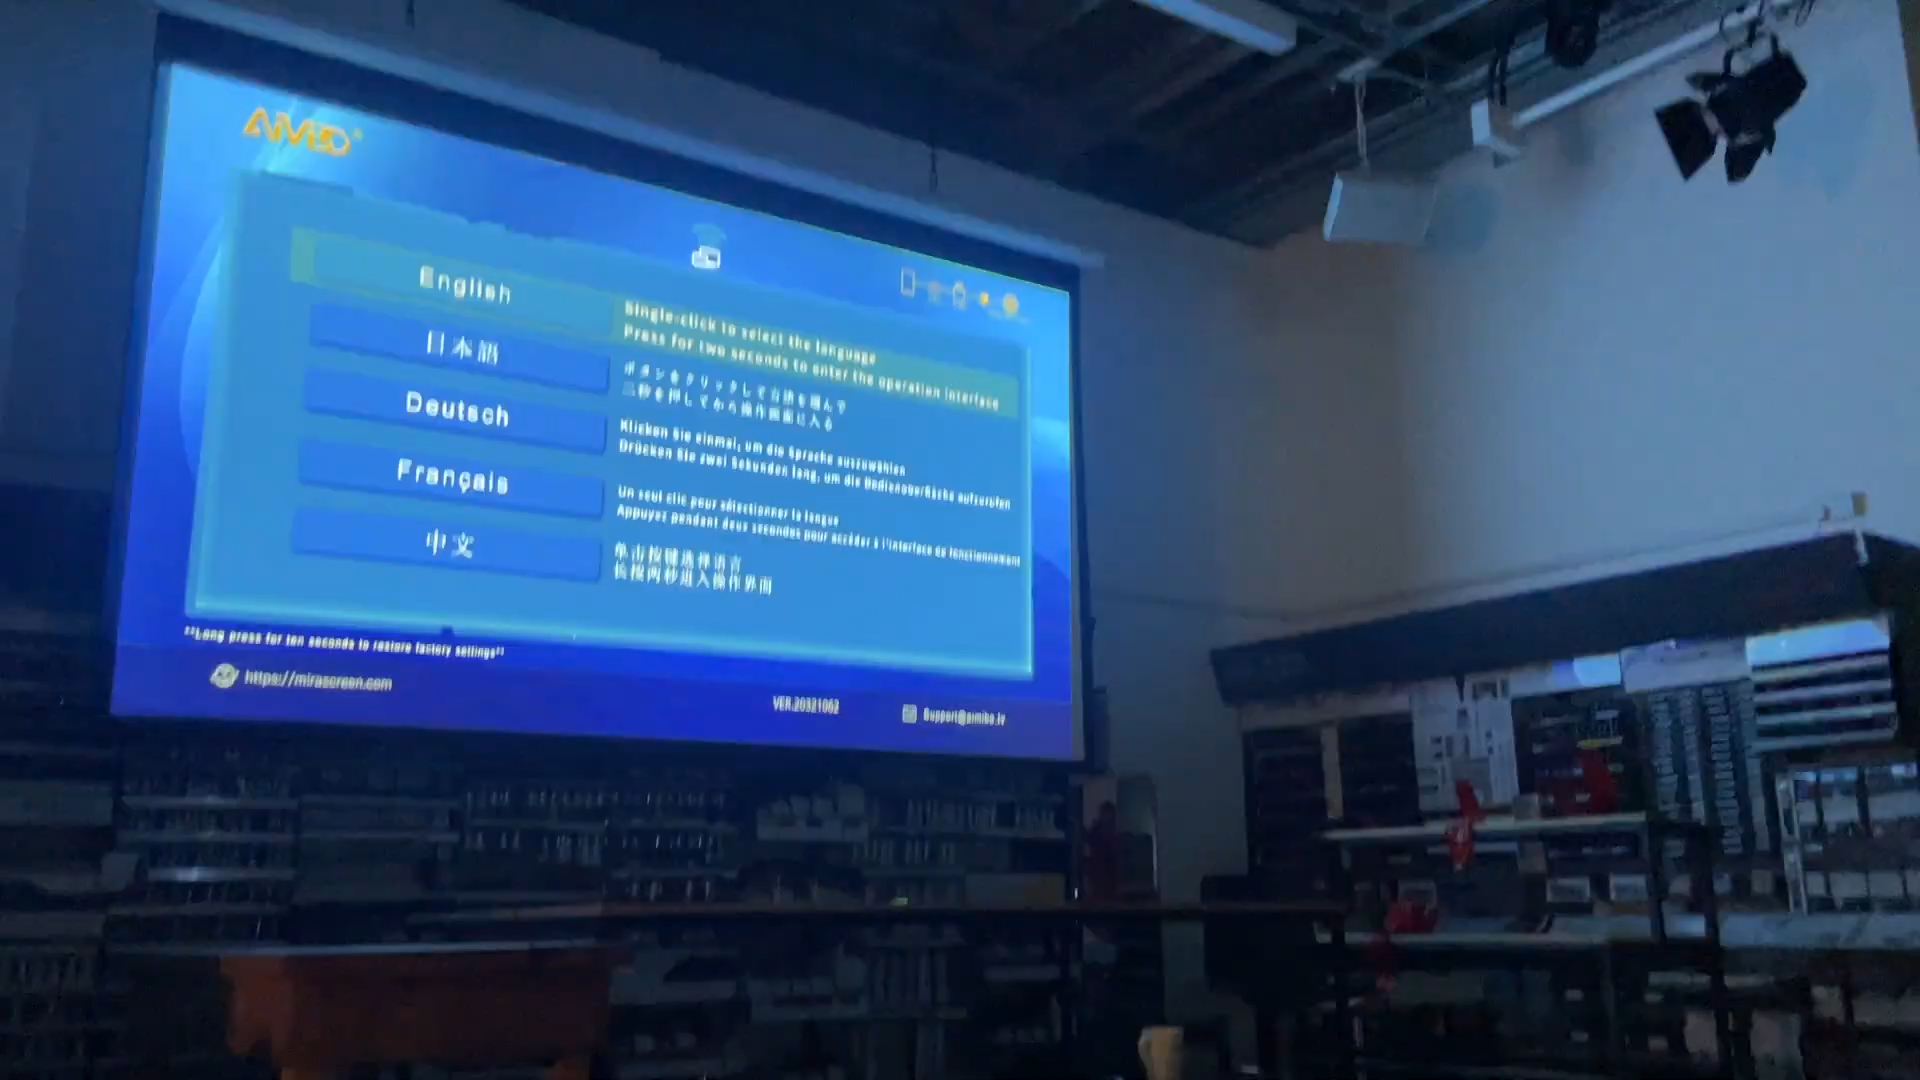 AIMIBO
English
Single-click to select the language
Press for two seconds to enter the operation interface
日本語
ボタンをクリックして言語を選んで
二秒を押してから操作画面に入る
Deutsch
Klicken Sie einmal, um die Sprache auszuwählen
Drücken Sie zwei Sekunden lang, um die Bedienoberfläche aufzurufen
Français
Un seul clic pour sélectionner la langue
Appuyez pendant deux secondes pour accéder à l'interface de fonctionnement
中文
单击按键选择语言
长按两秒进入操作界面
**Long press for ten seconds to restore factory settings**
https://mirascreen.com
VER.20321062
Support@aimibo.tv